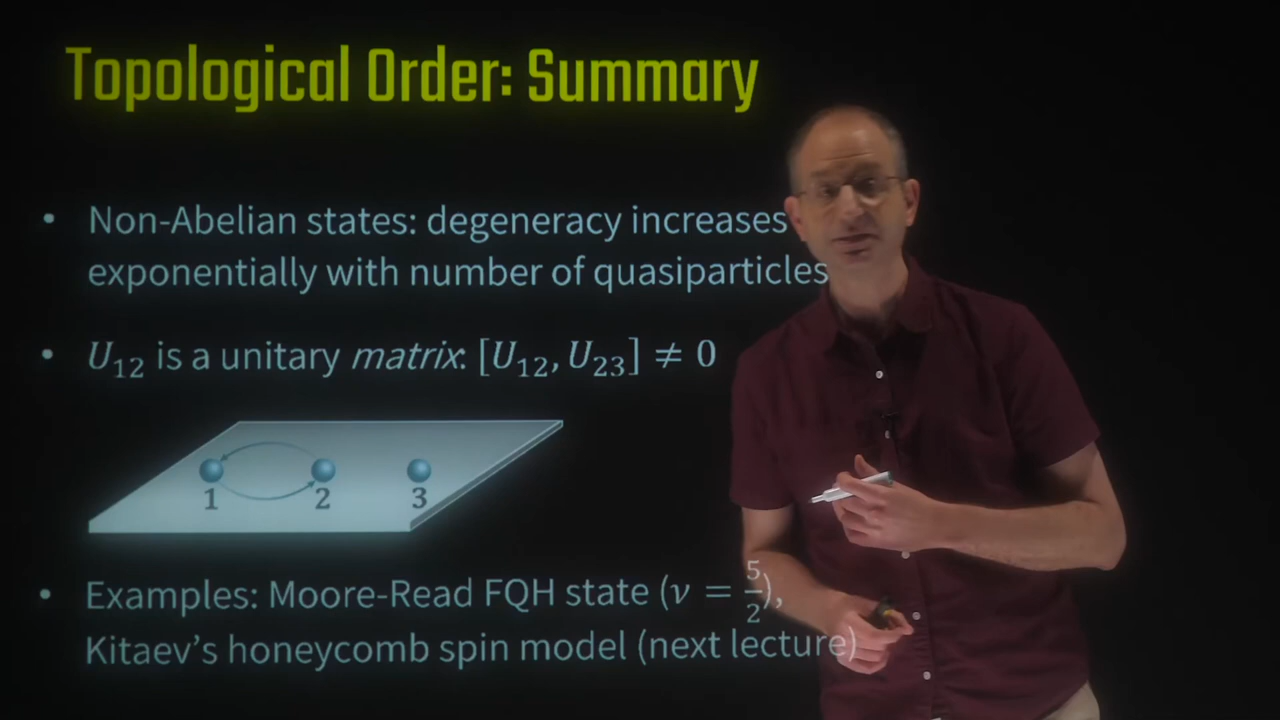 Topological Order: Summary
• Non-Abelian states: degeneracy increases
exponentially with number of quasiparticles
• U₁₂ is a unitary matrix: [U₁₂, U₂₃] ≠ 0
1 2 3
• Examples: Moore-Read FQH state (ν = 5/2),
Kitaev’s honeycomb spin model (next lecture)